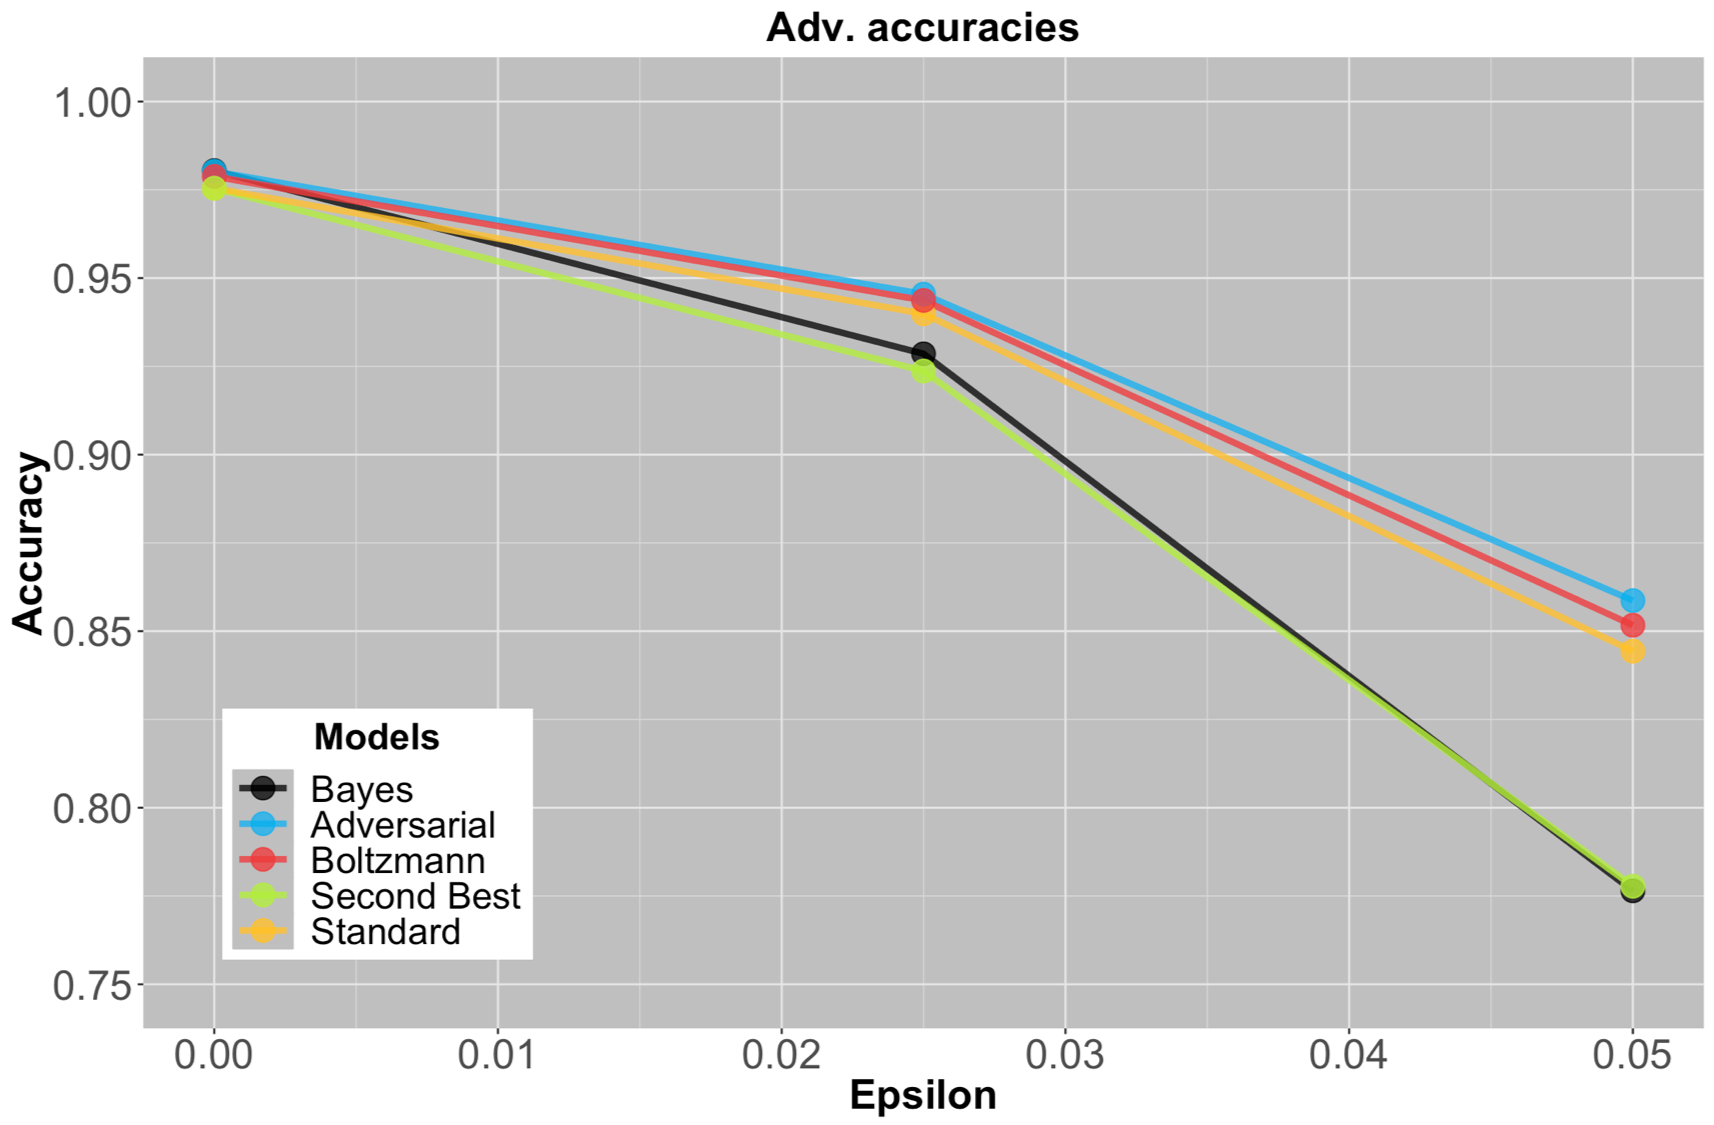 Adv. accuracies
1.00
0.95
0.90
0.85
0.80
0.75
Accuracy
Models
Bayes
Adversarial
Boltzmann
Second Best
Standard
0.00 0.01 0.02 0.03 0.04 0.05
Epsilon